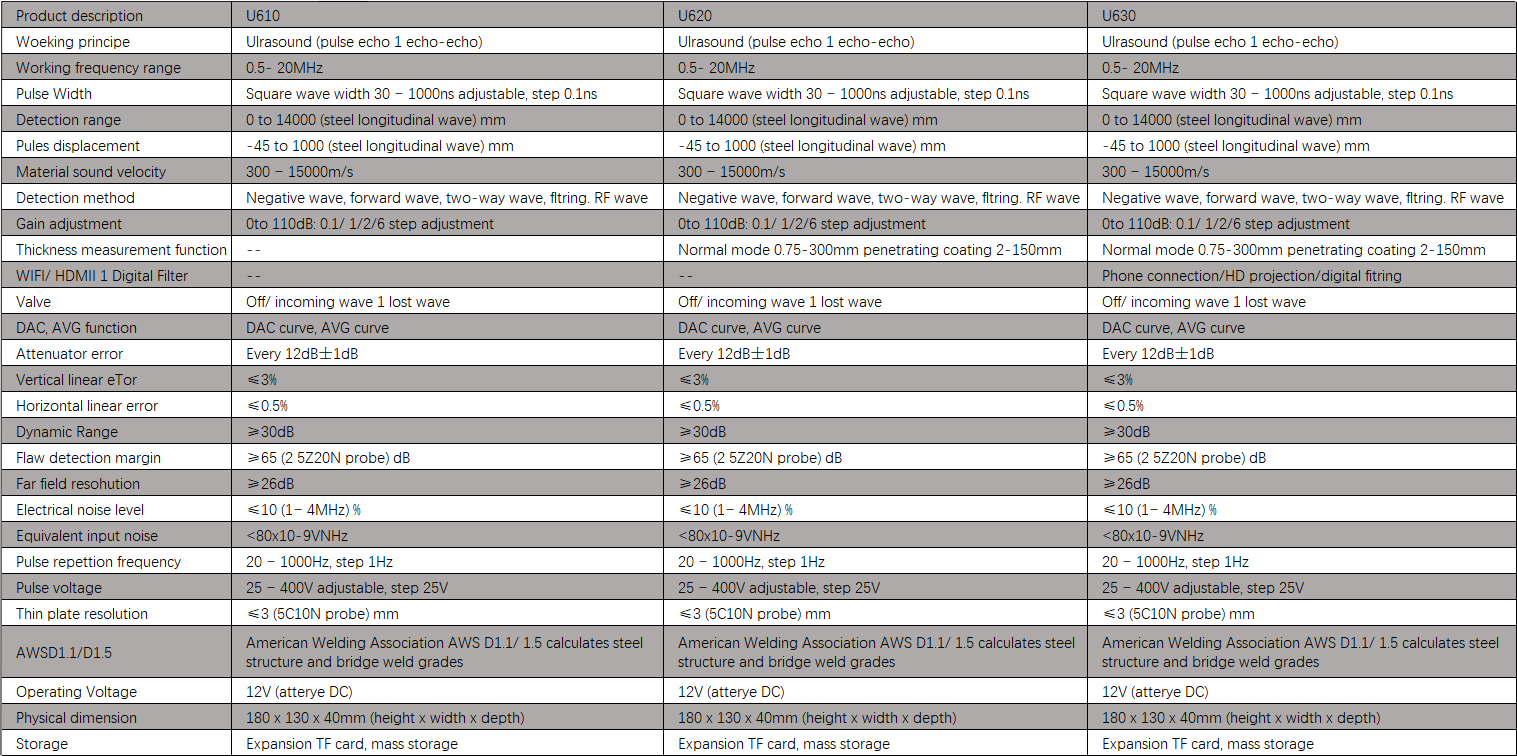 Product description U610 U620 U630
Woeking principe Ulrasound (pulse echo 1 echo-echo) Ulrasound (pulse echo 1 echo-echo) Ulrasound (pulse echo 1 echo-echo)
Working frequency range 0.5- 20MHz 0.5- 20MHz 0.5- 20MHz
Pulse Width Square wave width 30 – 1000ns adjustable, step 0.1ns Square wave width 30 – 1000ns adjustable, step 0.1ns Square wave width 30 – 1000ns adjustable, step 0.1ns
Detection range 0 to 14000 (steel longitudinal wave) mm 0 to 14000 (steel longitudinal wave) mm 0 to 14000 (steel longitudinal wave) mm
Pules displacement -45 to 1000 (steel longitudinal wave) mm -45 to 1000 (steel longitudinal wave) mm -45 to 1000 (steel longitudinal wave) mm
Material sound velocity 300 – 15000m/s 300 – 15000m/s 300 – 15000m/s
Detection method Negative wave, forward wave, two-way wave, fltring. RF wave Negative wave, forward wave, two-way wave, fltring. RF wave Negative wave, forward wave, two-way wave, fltring. RF wave
Gain adjustment 0to 110dB: 0.1/ 1/2/6 step adjustment 0to 110dB: 0.1/ 1/2/6 step adjustment 0to 110dB: 0.1/ 1/2/6 step adjustment
Thickness measurement function -- Normal mode 0.75-300mm penetrating coating 2-150mm Normal mode 0.75-300mm penetrating coating 2-150mm
WIFI/ HDMII 1 Digital Filter -- -- Phone connection/HD projection/digital fitring
Valve Off/ incoming wave 1 lost wave Off/ incoming wave 1 lost wave Off/ incoming wave 1 lost wave
DAC, AVG function DAC curve, AVG curve DAC curve, AVG curve DAC curve, AVG curve
Attenuator error Every 12dB±1dB Every 12dB±1dB Every 12dB±1dB
Vertical linear eTor ≤3% ≤3% ≤3%
Horizontal linear error ≤0.5% ≤0.5% ≤0.5%
Dynamic Range ≥30dB ≥30dB ≥30dB
Flaw detection margin ≥65 (2 5Z20N probe) dB ≥65 (2 5Z20N probe) dB ≥65 (2 5Z20N probe) dB
Far field resohution ≥26dB ≥26dB ≥26dB
Electrical noise level ≤10 (1– 4MHz) % ≤10 (1– 4MHz) % ≤10 (1– 4MHz) %
Equivalent input noise <80x10-9VNHz <80x10-9VNHz <80x10-9VNHz
Pulse repettion frequency 20 – 1000Hz, step 1Hz 20 – 1000Hz, step 1Hz 20 – 1000Hz, step 1Hz
Pulse voltage 25 – 400V adjustable, step 25V 25 – 400V adjustable, step 25V 25 – 400V adjustable, step 25V
Thin plate resolution ≤3 (5C10N probe) mm ≤3 (5C10N probe) mm ≤3 (5C10N probe) mm
AWSD1.1/D1.5 American Welding Association AWS D1.1/ 1.5 calculates steel American Welding Association AWS D1.1/ 1.5 calculates steel American Welding Association AWS D1.1/ 1.5 calculates steel
structure and bridge weld grades structure and bridge weld grades structure and bridge weld grades
Operating Voltage 12V (atterye DC) 12V (atterye DC) 12V (atterye DC)
Physical dimension 180 x 130 x 40mm (height x width x depth) 180 x 130 x 40mm (height x width x depth) 180 x 130 x 40mm (height x width x depth)
Storage Expansion TF card, mass storage Expansion TF card, mass storage Expansion TF card, mass storage